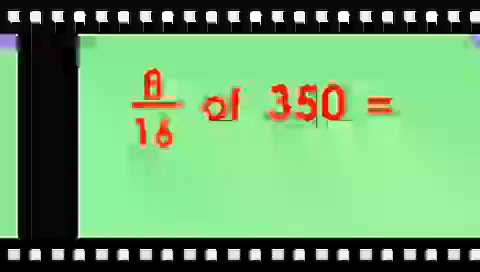 8/16 of 350 =